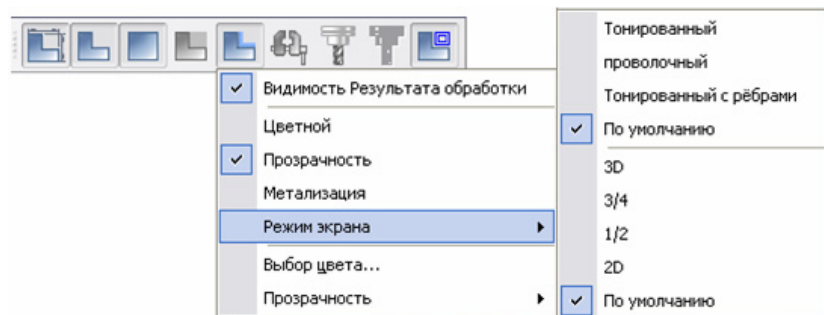 Видимость Результата обработки
Цветной
Прозрачность
Метализация
Режим экрана
Выбор цвета...
Прозрачность
Тонированный
проволочный
Тонированный с рёбрами
По умолчанию
3D
3/4
1/2
2D
По умолчанию